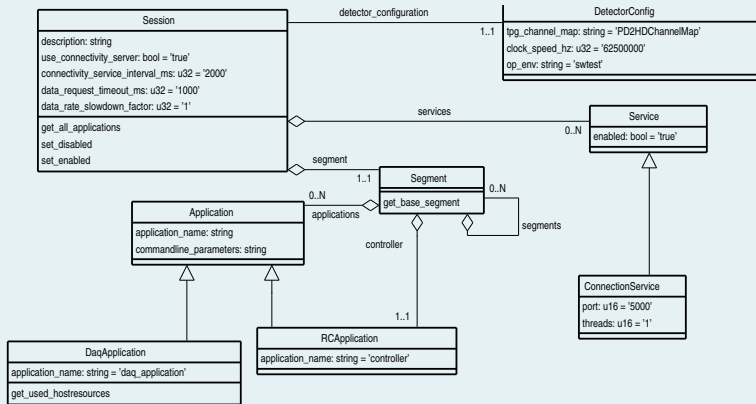 Session
description: string
use_connectivity_server: bool = 'true'
connectivity_service_interval_ms: u32 = '2000'
data_request_timeout_ms: u32 = '1000'
data_rate_slowdown_factor: u32 = '1'
get_all_applications
set_disabled
set_enabled
detector_configuration
1..1
DetectorConfig
tpg_channel_map: string = 'PD2HDChannelMap'
clock_speed_hz: u32 = '62500000'
op_env: string = 'swtest'
services
0..N
Service
enabled: bool = 'true'
segment
1..1
Segment
get_base_segment
0..N
segments
0..N
applications
controller
Application
application_name: string
commandline_parameters: string
ConnectionService
port: u16 = '5000'
threads: u16 = '1'
1..1
RCApplication
application_name: string = 'controller'
DaqApplication
application_name: string = 'daq_application'
get_used_hostresources